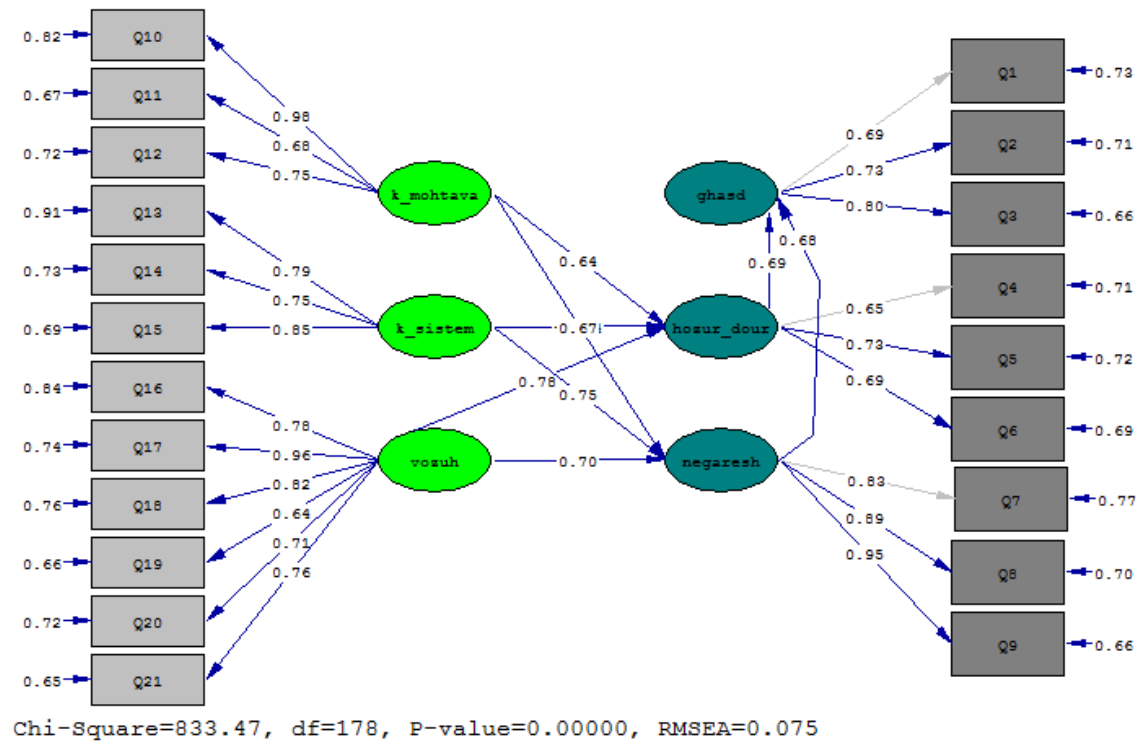 0.82 Q10
0.67 Q11
0.72 Q12
0.91 Q13
0.73 Q14
0.69 Q15
0.84 Q16
0.74 Q17
0.76 Q18
0.66 Q19
0.72 Q20
0.65 Q21
0.98
0.68
0.75
0.79
0.75
0.85
0.78
0.96
0.82
0.64
0.71
0.76
k_mohtava
k_sistem
vozuh
0.64
0.67
0.78
0.75
0.70
ghasd
hozur_dour
negaresh
0.68
0.69
0.69
0.73
0.80
0.65
0.73
0.69
0.83
0.89
0.95
Q1 0.73
Q2 0.71
Q3 0.66
Q4 0.71
Q5 0.72
Q6 0.69
Q7 0.77
Q8 0.70
Q9 0.66
Chi-Square=833.47, df=178, P-value=0.00000, RMSEA=0.075